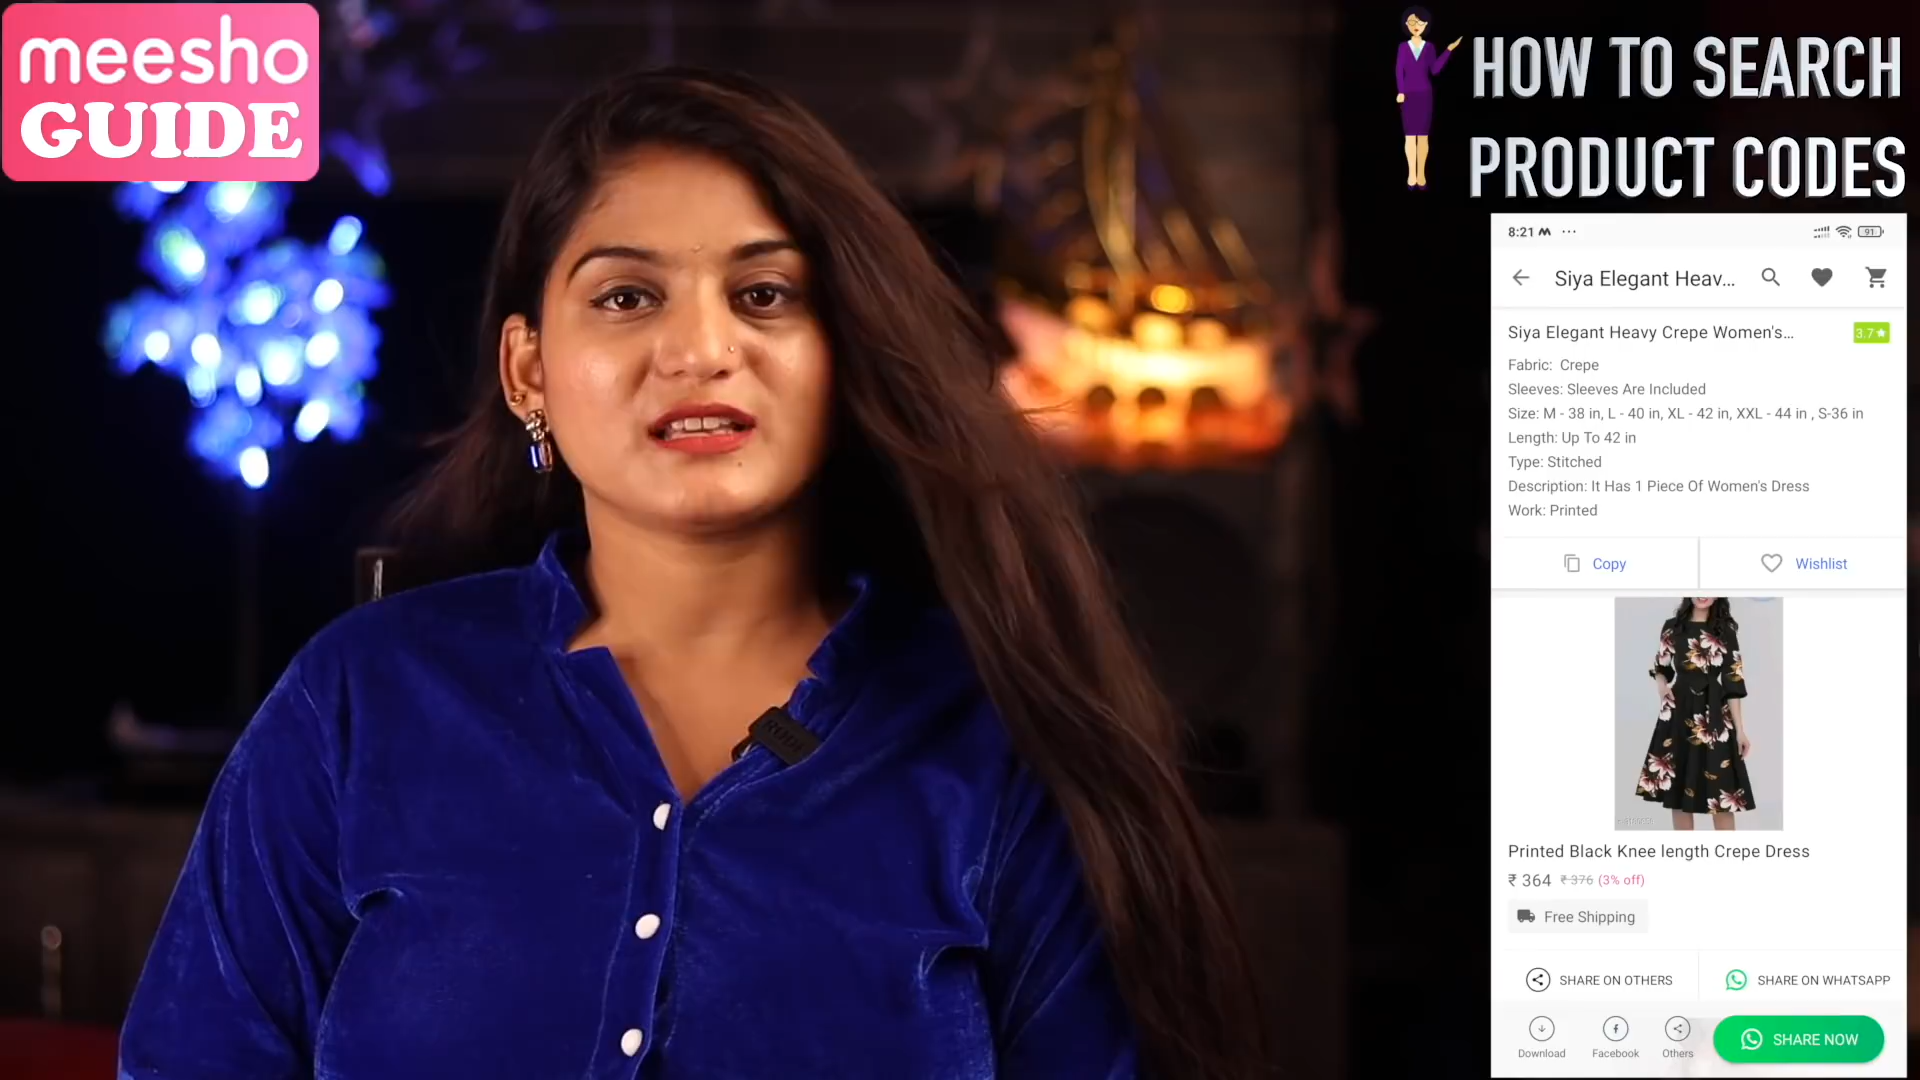 meesho
GUIDE
HOW TO SEARCH
PRODUCT CODES
8:21
91
Siya Elegant Heav...
Siya Elegant Heavy Crepe Women's...
3.7★
Fabric: Crepe
Sleeves: Sleeves Are Included
Size: M - 38 in, L - 40 in, XL - 42 in, XXL - 44 in , S-36 in
Length: Up To 42 in
Type: Stitched
Description: It Has 1 Piece Of Women's Dress
Work: Printed
Copy
Wishlist
RODE
Printed Black Knee length Crepe Dress
₹ 364 ₹ 376 (3% off)
Free Shipping
SHARE ON OTHERS
SHARE ON WHATSAPP
Download
Facebook
Others
SHARE NOW